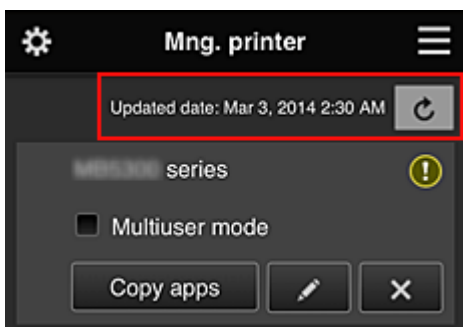 Mng. printer
Updated date: Mar 3, 2014 2:30 AM
series
Multiuser mode
Copy apps